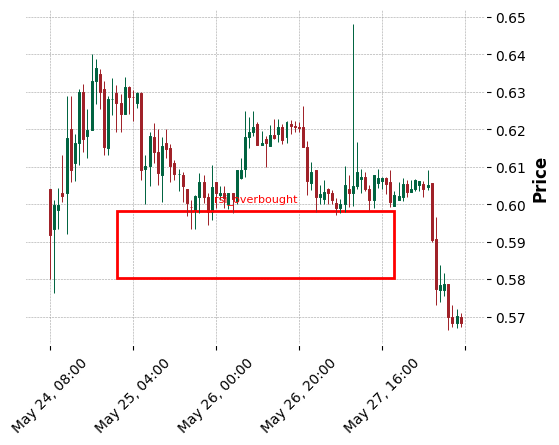 0.65
0.64
0.63
0.62
0.61
0.60
0.59
0.58
0.57
Price
rsi_overbought
May 24, 08:00
May 25, 04:00
May 26, 00:00
May 26, 20:00
May 27, 16:00